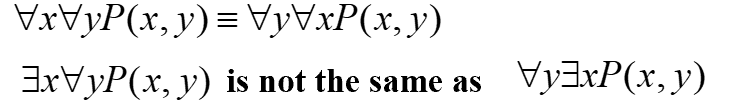 ∀x∀yP(x, y) ≡ ∀y∀xP(x, y)
∃x∀yP(x, y) is not the same as ∀y∃xP(x, y)